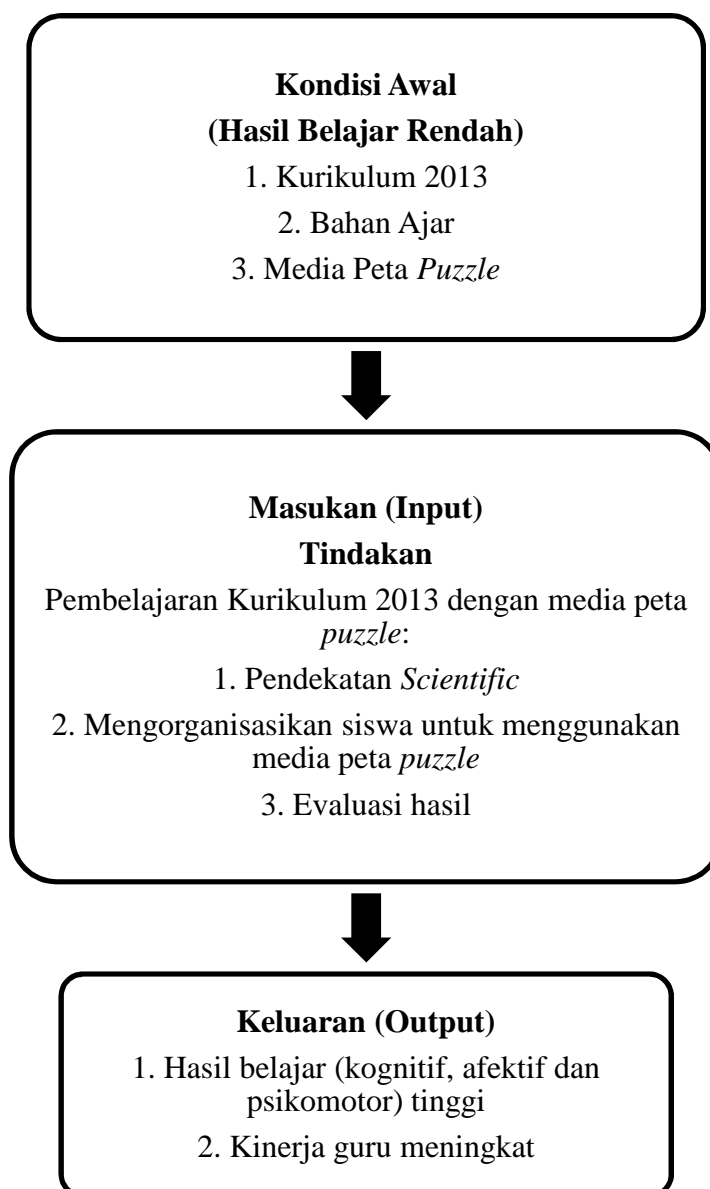 Kondisi Awal
(Hasil Belajar Rendah)
1. Kurikulum 2013
2. Bahan Ajar
3. Media Peta Puzzle
Masukan (Input)
Tindakan
Pembelajaran Kurikulum 2013 dengan media peta
puzzle:
1. Pendekatan Scientific
2. Mengorganisasikan siswa untuk menggunakan
media peta puzzle
3. Evaluasi hasil
Keluaran (Output)
1. Hasil belajar (kognitif, afektif dan
psikomotor) tinggi
2. Kinerja guru meningkat